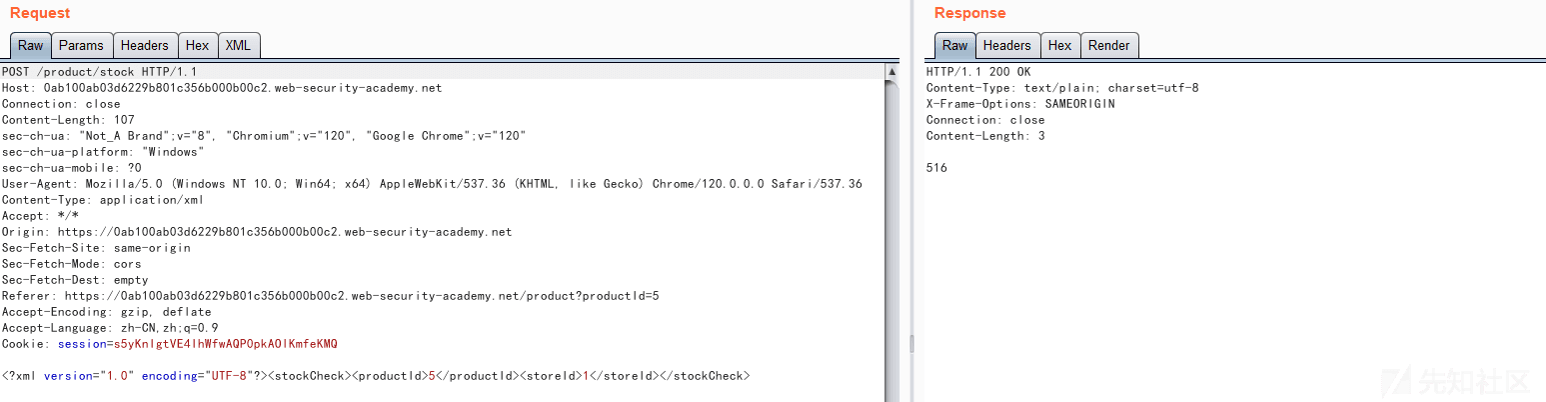 Request
Raw Params Headers Hex XML
POST /product/stock HTTP/1.1
Host: 0ab100ab03d6229b801c356b000b00c2.web-security-academy.net
Connection: close
Content-Length: 107
sec-ch-ua: "Not_A Brand";v="8", "Chromium";v="120", "Google Chrome";v="120"
sec-ch-ua-platform: "Windows"
sec-ch-ua-mobile: ?0
User-Agent: Mozilla/5.0 (Windows NT 10.0; Win64; x64) AppleWebKit/537.36 (KHTML, like Gecko) Chrome/120.0.0.0 Safari/537.36
Content-Type: application/xml
Accept: */*
Origin: https://0ab100ab03d6229b801c356b000b00c2.web-security-academy.net
Sec-Fetch-Site: same-origin
Sec-Fetch-Mode: cors
Sec-Fetch-Dest: empty
Referer: https://0ab100ab03d6229b801c356b000b00c2.web-security-academy.net/product?productId=5
Accept-Encoding: gzip, deflate
Accept-Language: zh-CN,zh;q=0.9
Cookie: session=s5yKnIgtVE4IhWfwAQP0pkAOlKmfeKMQ
<?xml version="1.0" encoding="UTF-8"?><stockCheck><productId>5</productId><storeId>1</storeId></stockCheck>
Response
Raw Headers Hex Render
HTTP/1.1 200 OK
Content-Type: text/plain; charset=utf-8
X-Frame-Options: SAMEORIGIN
Connection: close
Content-Length: 3
516
先知社区